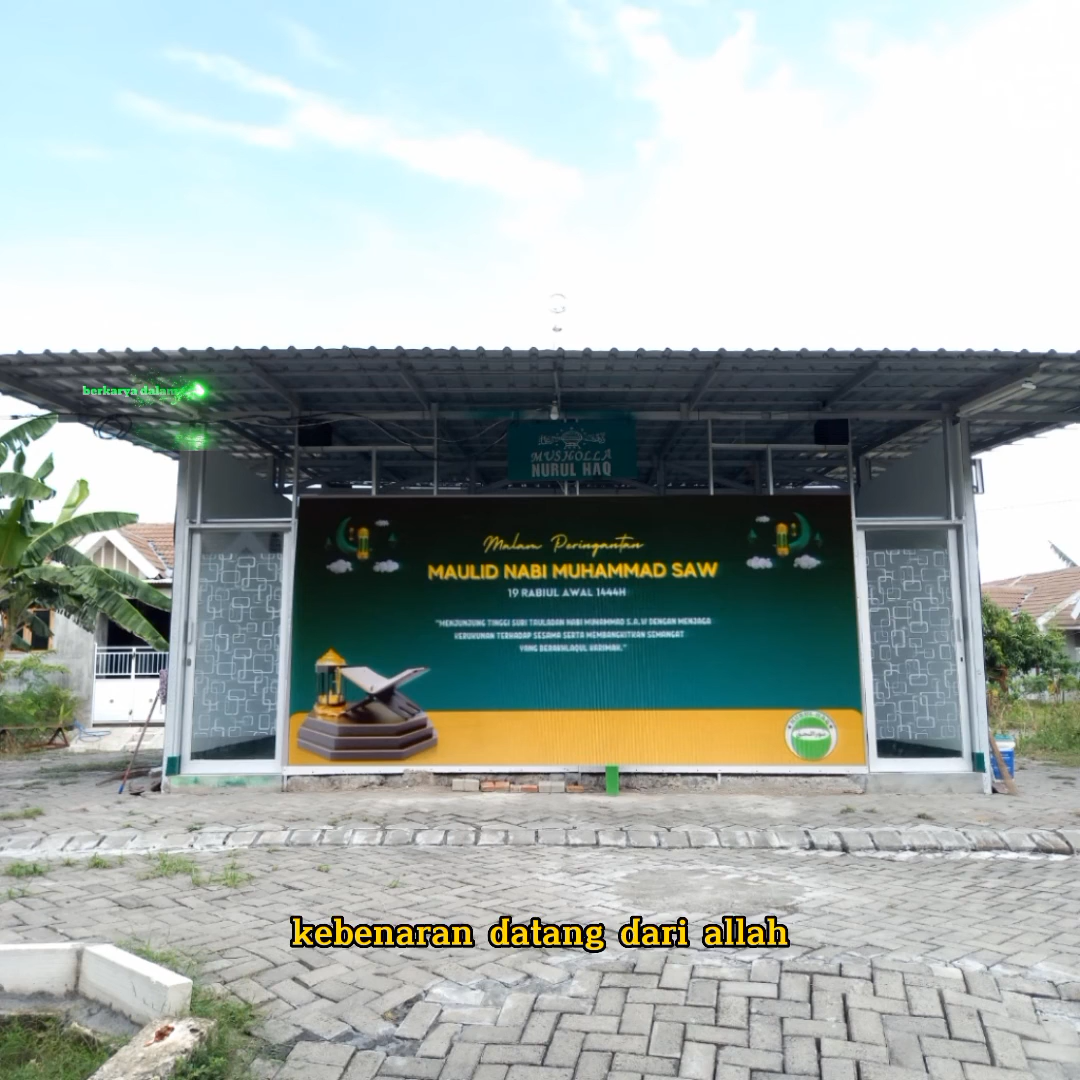 berkarya dalam
MUSHOLLA
NURUL HAQ
Malam Peringantan
MAULID NABI MUHAMMAD SAW
19 RABIUL AWAL 1444H
"MENJUNJUNG TINGGI SURI TAULADAN NABI MUHAMMAD S.A.W DENGAN MENJAGA
KERUKUNAN TERHADAP SESAMA SERTA MEMBANGKITKAN SEMANGAT
YANG BERAKHLAQUL KARIMAH."
kebenaran datang dari allah